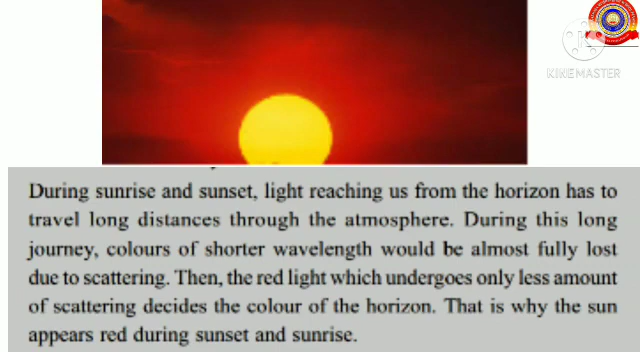 KINEMASTER
During sunrise and sunset, light reaching us from the horizon has to
travel long distances through the atmosphere. During this long
journey, colours of shorter wavelength would be almost fully lost
due to scattering. Then, the red light which undergoes only less amount
of scattering decides the colour of the horizon. That is why the sun
appears red during sunset and sunrise.